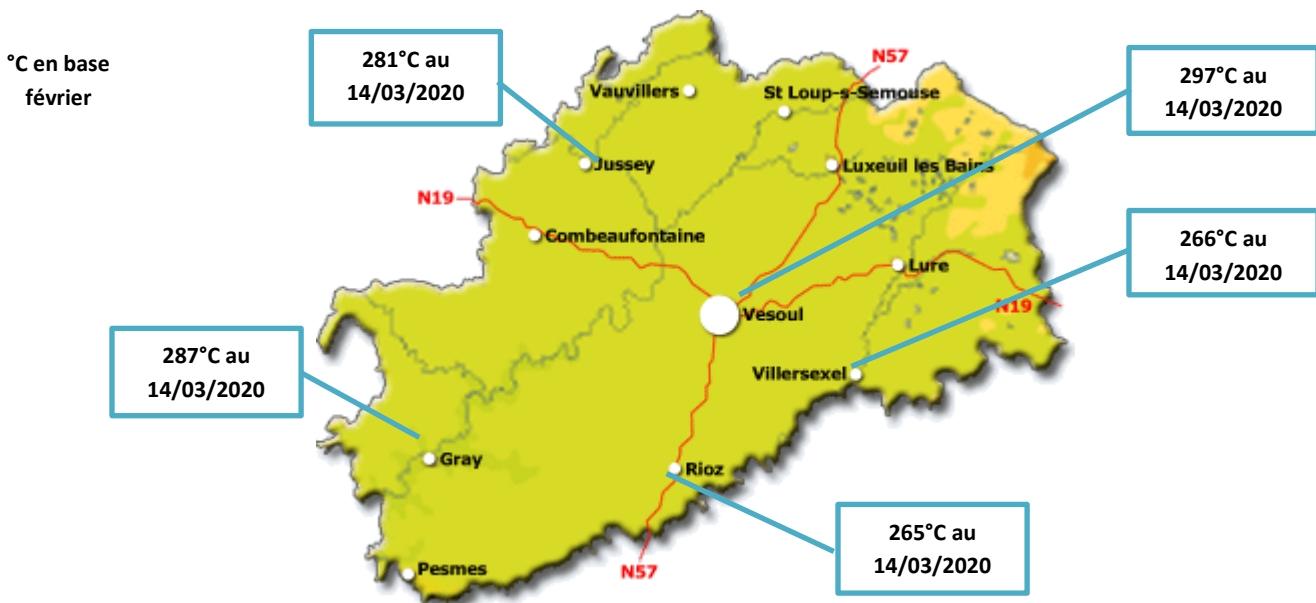 °C en base
février
281°C au
14/03/2020
297°C au
14/03/2020
N57
Vauvillers
St Loup-s-Semouse
Jussey
Luxeuil les Bains
N19
Combeaufontaine
266°C au
14/03/2020
Lure
N19
Vesoul
287°C au
14/03/2020
Villersexel
Gray
Rioz
265°C au
14/03/2020
N57
Pesmes